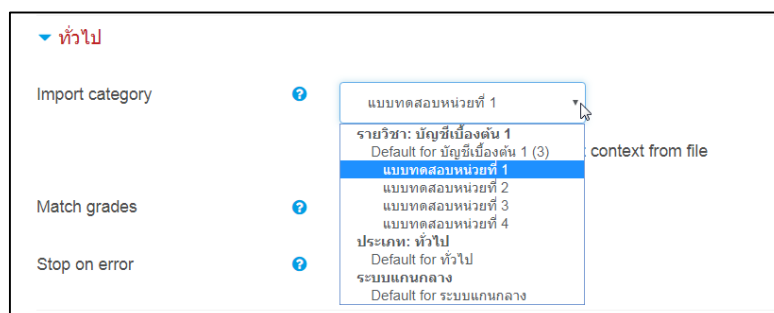 ทั่วไป
Import category
แบบทดสอบหน่วยที่ 1
รายวิชา: บัญชีเบื้องต้น 1
Default for บัญชีเบื้องต้น 1 (3)
context from file
แบบทดสอบหน่วยที่ 1
แบบทดสอบหน่วยที่ 2
Match grades
แบบทดสอบหน่วยที่ 3
แบบทดสอบหน่วยที่ 4
ประเภท: ทั่วไป
Stop on error
Default for ทั่วไป
ระบบแกนกลาง
Default for ระบบแกนกลาง